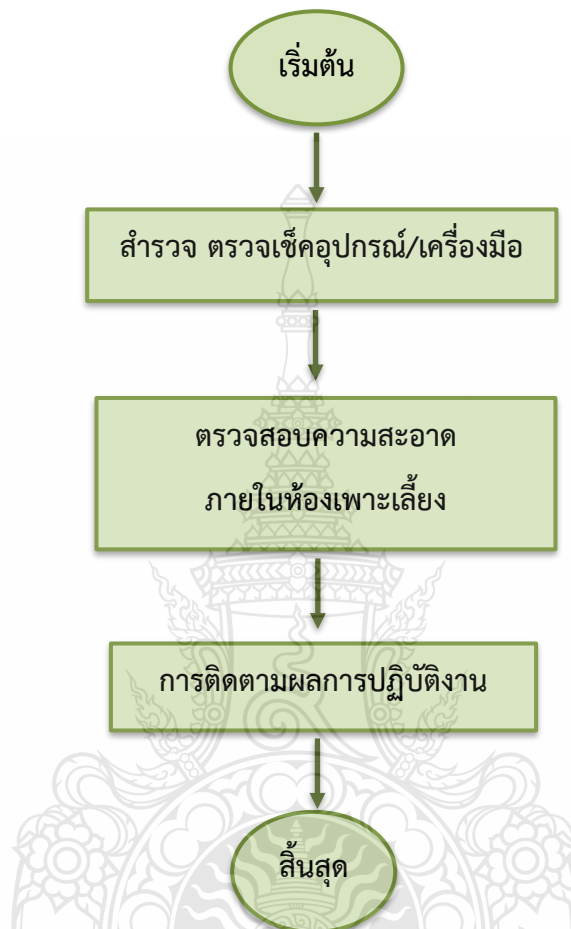 เริ่มต้น
สำรวจ ตรวจเช็คอุปกรณ์/เครื่องมือ
ตรวจสอบความสะอาด
ภายในห้องเพาะเลี้ยง
การติดตามผลการปฏิบัติงาน
สิ้นสุด